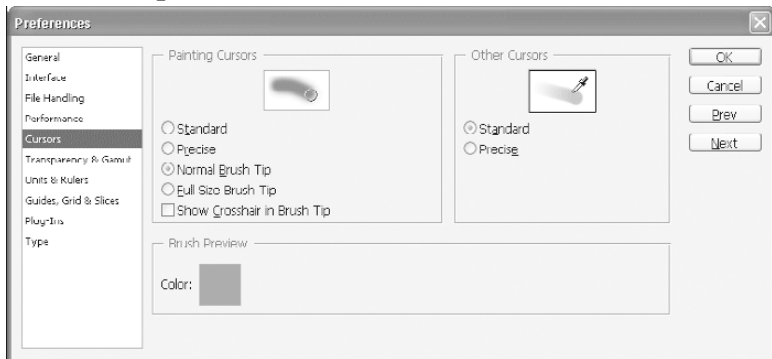 Preferences
General
Interface
File Handling
Performance
Cursors
Transparency & Gamut
Units & Rulers
Guides, Grid & Slices
Plug-Ins
Type
Painting Cursors
Standard
Precise
Normal Brush Tip
Full Size Brush Tip
Show Crosshair in Brush Tip
Other Cursors
Standard
Precise
Brush Preview
Color:
OK
Cancel
Prev
Next